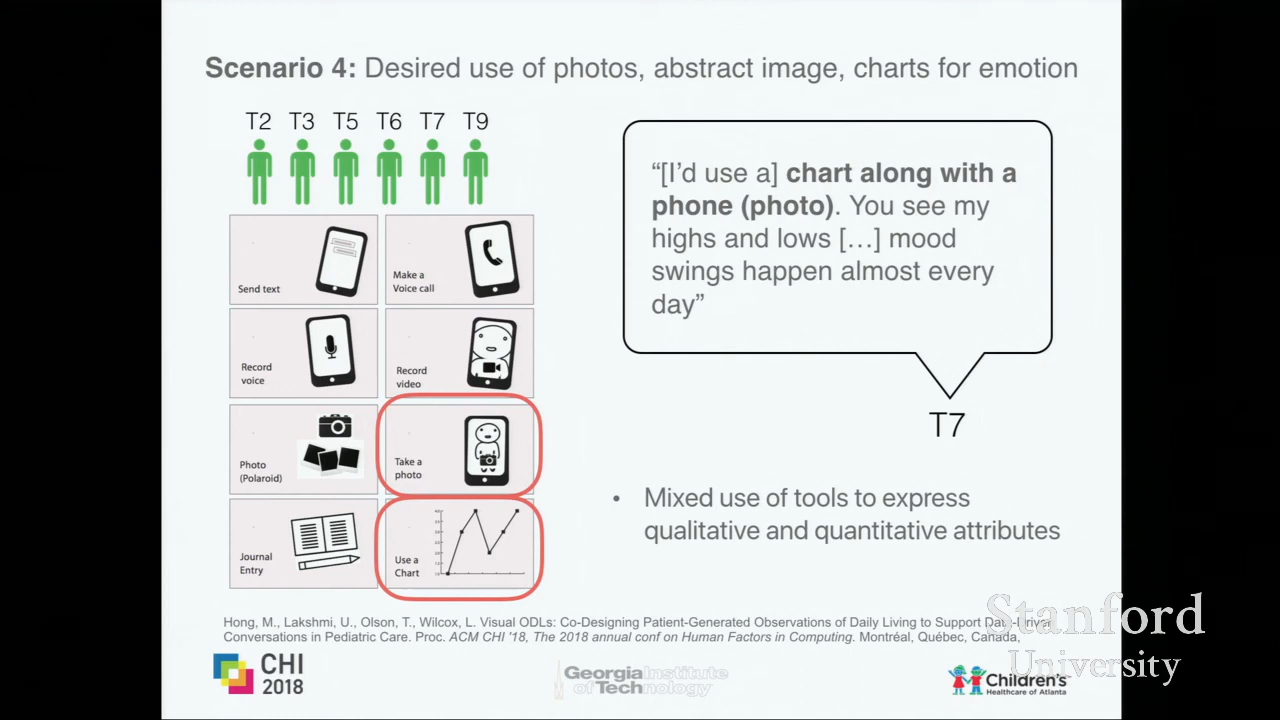 Scenario 4: Desired use of photos, abstract image, charts for emotion
T2 T3 T5 T6 T7 T9
Send text
Make a
Voice call
Record
voice
Record
video
Photo
(Polaroid)
Take a
photo
Journal
Entry
Use a
Chart
“[I’d use a] chart along with a
phone (photo). You see my
highs and lows […] mood
swings happen almost every
day”
T7
• Mixed use of tools to express
qualitative and quantitative attributes
Hong, M., Lakshmi, U., Olson, T., Wilcox, L. Visual ODLs: Co-Designing Patient-Generated Observations of Daily Living to Support Data-Driven
Conversations in Pediatric Care. Proc. ACM CHI '18, The 2018 annual conf on Human Factors in Computing. Montréal, Québec, Canada,
CHI
2018
Georgia Institute
of Technology
Children's
Healthcare of Atlanta
Stanford
University